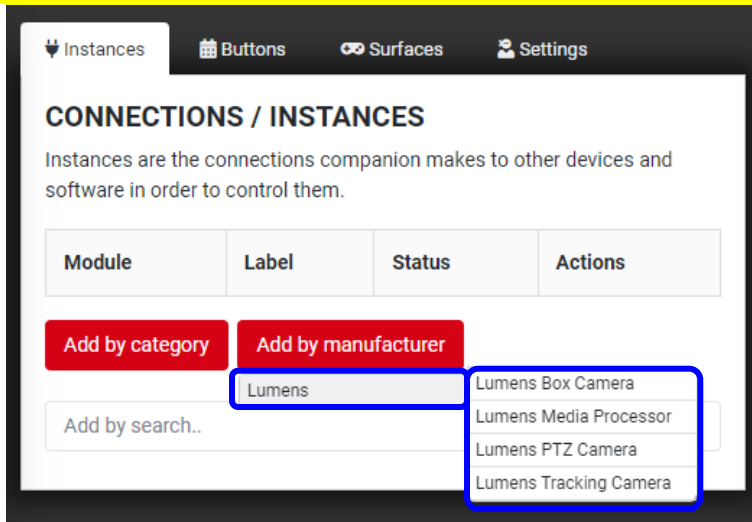 Instances Buttons Surfaces Settings
CONNECTIONS / INSTANCES
Instances are the connections companion makes to other devices and
software in order to control them.
Module Label Status Actions
Add by category Add by manufacturer
Lumens
Add by search..
Lumens Box Camera
Lumens Media Processor
Lumens PTZ Camera
Lumens Tracking Camera